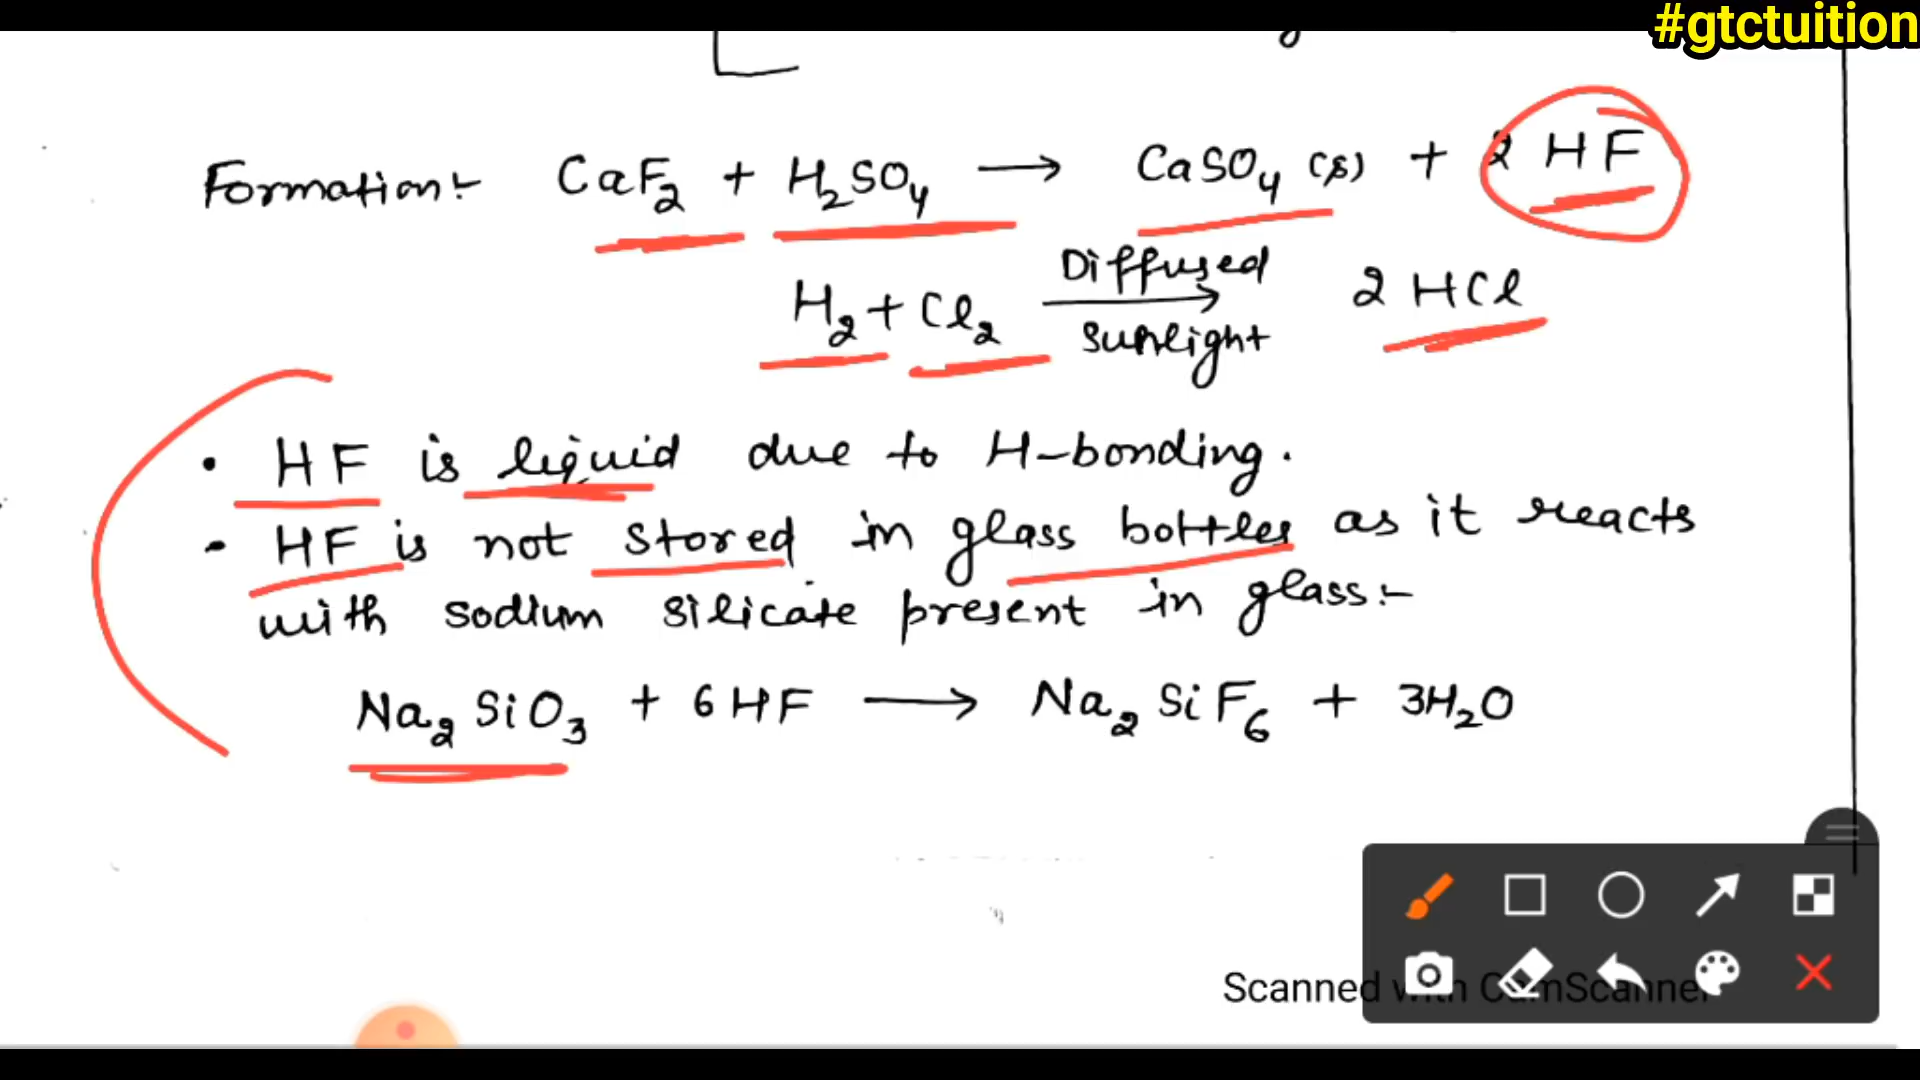 #gtctuition
Formation:- CaF₂ + H₂SO₄ → CaSO₄ (s) + 2 HF
H₂ + Cl₂ Diffused Sunlight → 2 HCl
• HF is liquid due to H-bonding.
• HF is not stored in glass bottles as it reacts
with sodium silicate present in glass:-
Na₂SiO₃ + 6HF → Na₂SiF₆ + 3H₂O
Scanned with CamScanner